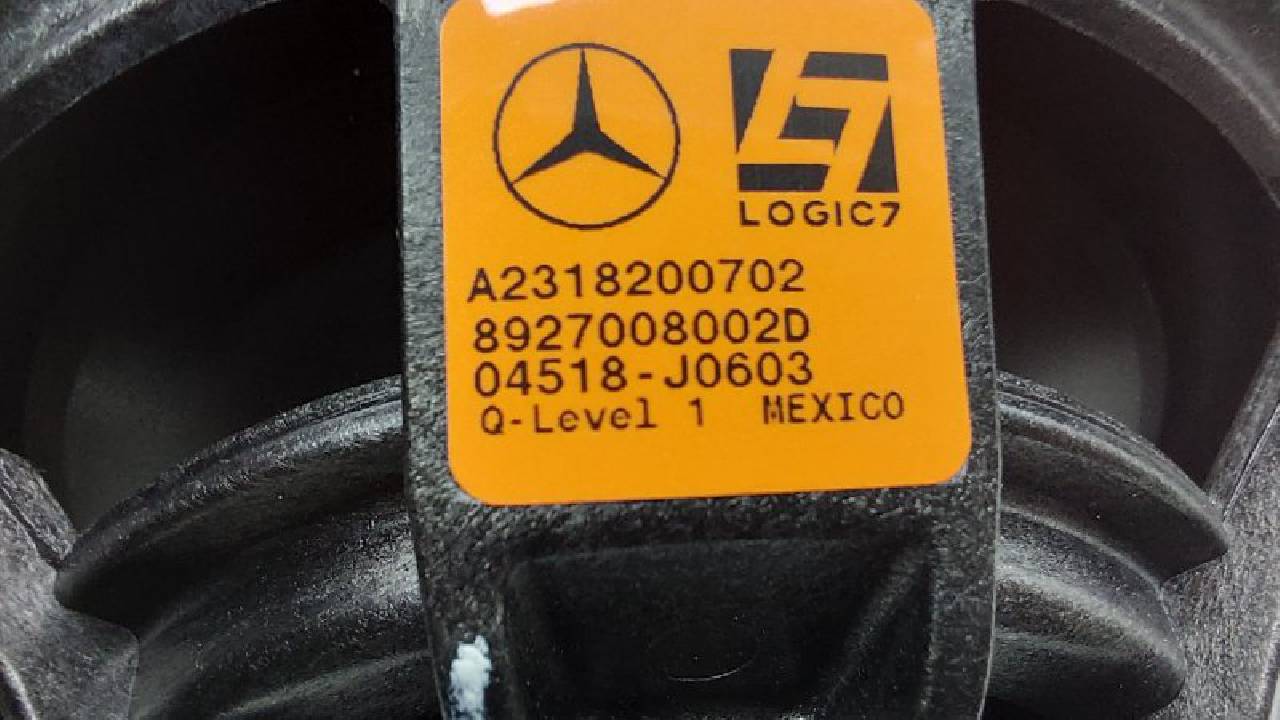 LOGIC7
A2318200702
8927008002D
04518-J0603
Q-Level 1 MEXICO